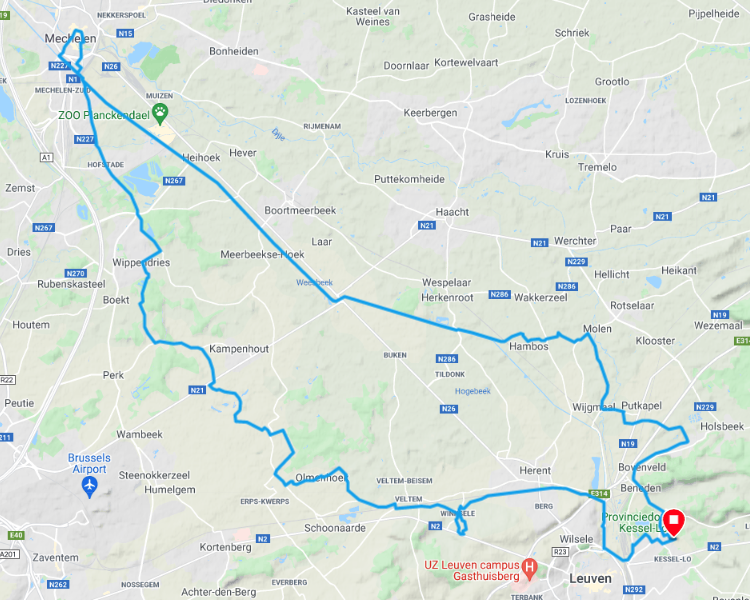 Dievoort
NEKKERSPOEL
Kasteel van
Weines
Grasheide
Pijpelheide
E19
Mechelen
N15
Schriek
Bonheiden
N227
N26
N1
Doornlaar
Kortewelvaart
Grootlo
MECHELEN-ZUID
MUIZEN
LOZENHOEK
ZOO Planckendael
Keerbergen
RIJMENAM
Dijle
N227
Hever
Kruis
A1
HOFSTADE
Heihoek
Tremelo
Zemst
N267
Puttekomheide
N21
Boortmeerbeek
Haacht
N21
N21
Paar
N267
Laar
N21
Werchter
Dries
Meerbeekse-Hoek
N229
Wippendries
Hellicht
Heikant
N270
Rubenskasteel
Weesbeek
Wespelaar
N286
Boekt
Herkenroot
N286
Wakkerzeel
Rotselaar
N19
Houtem
Molen
Wezemaal
Klooster
E314
Kampenhout
Hambos
BUKEN
N286
R22
Perk
TILDONK
N21
Hogebeek
Peutie
N26
Wijgmaal
Putkapel
N229
Holsbeek
211
Wambeek
N19
Brussels
Airport
Steenokkerzeel
Humelgem
Herent
Bovenveld
Olmenhoek
VELTEM-BEISEM
E314
Beneden
ERPS-KWERPS
VELTEM
BERG
WINKSELE
Provinciedo
Kessel-L
Schoonaarde
N2
E40
N2
Wilsele
A201
Kortenberg
R23
KESSEL-LO
N2
Zaventem
UZ Leuven campus
Gasthuisberg
Leuven
N262
NOSSEGEM
EVERBERG
N292
Achter-den-Berg
TERBANK